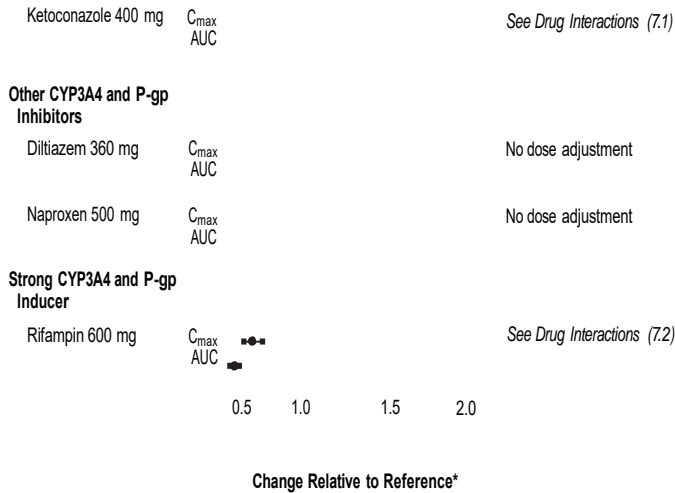 Ketoconazole 400 mg Cmax See Drug Interactions (7.1)
AUC
Other CYP3A4 and P-gp
Inhibitors
Diltiazem 360 mg Cmax No dose adjustment
AUC
Naproxen 500 mg Cmax No dose adjustment
AUC
Strong CYP3A4 and P-gp
Inducer
Rifampin 600 mg Cmax See Drug Interactions (7.2)
AUC
0.5 1.0 1.5 2.0
Change Relative to Reference*